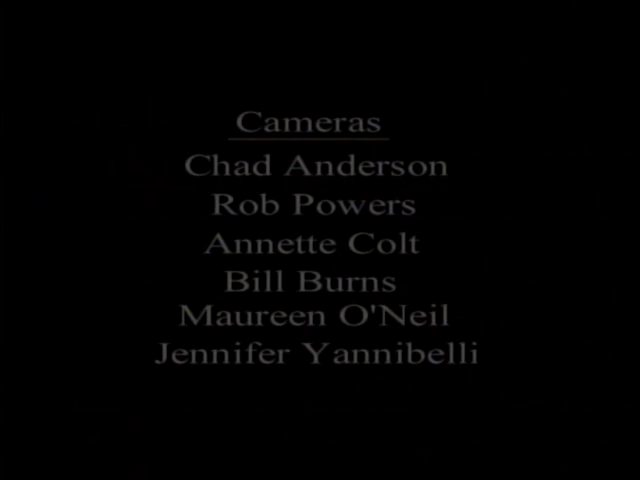 Cameras
Chad Anderson
Rob Powers
Annette Colt
Bill Burns
Maureen O'Neil
Jennifer Yannibelli